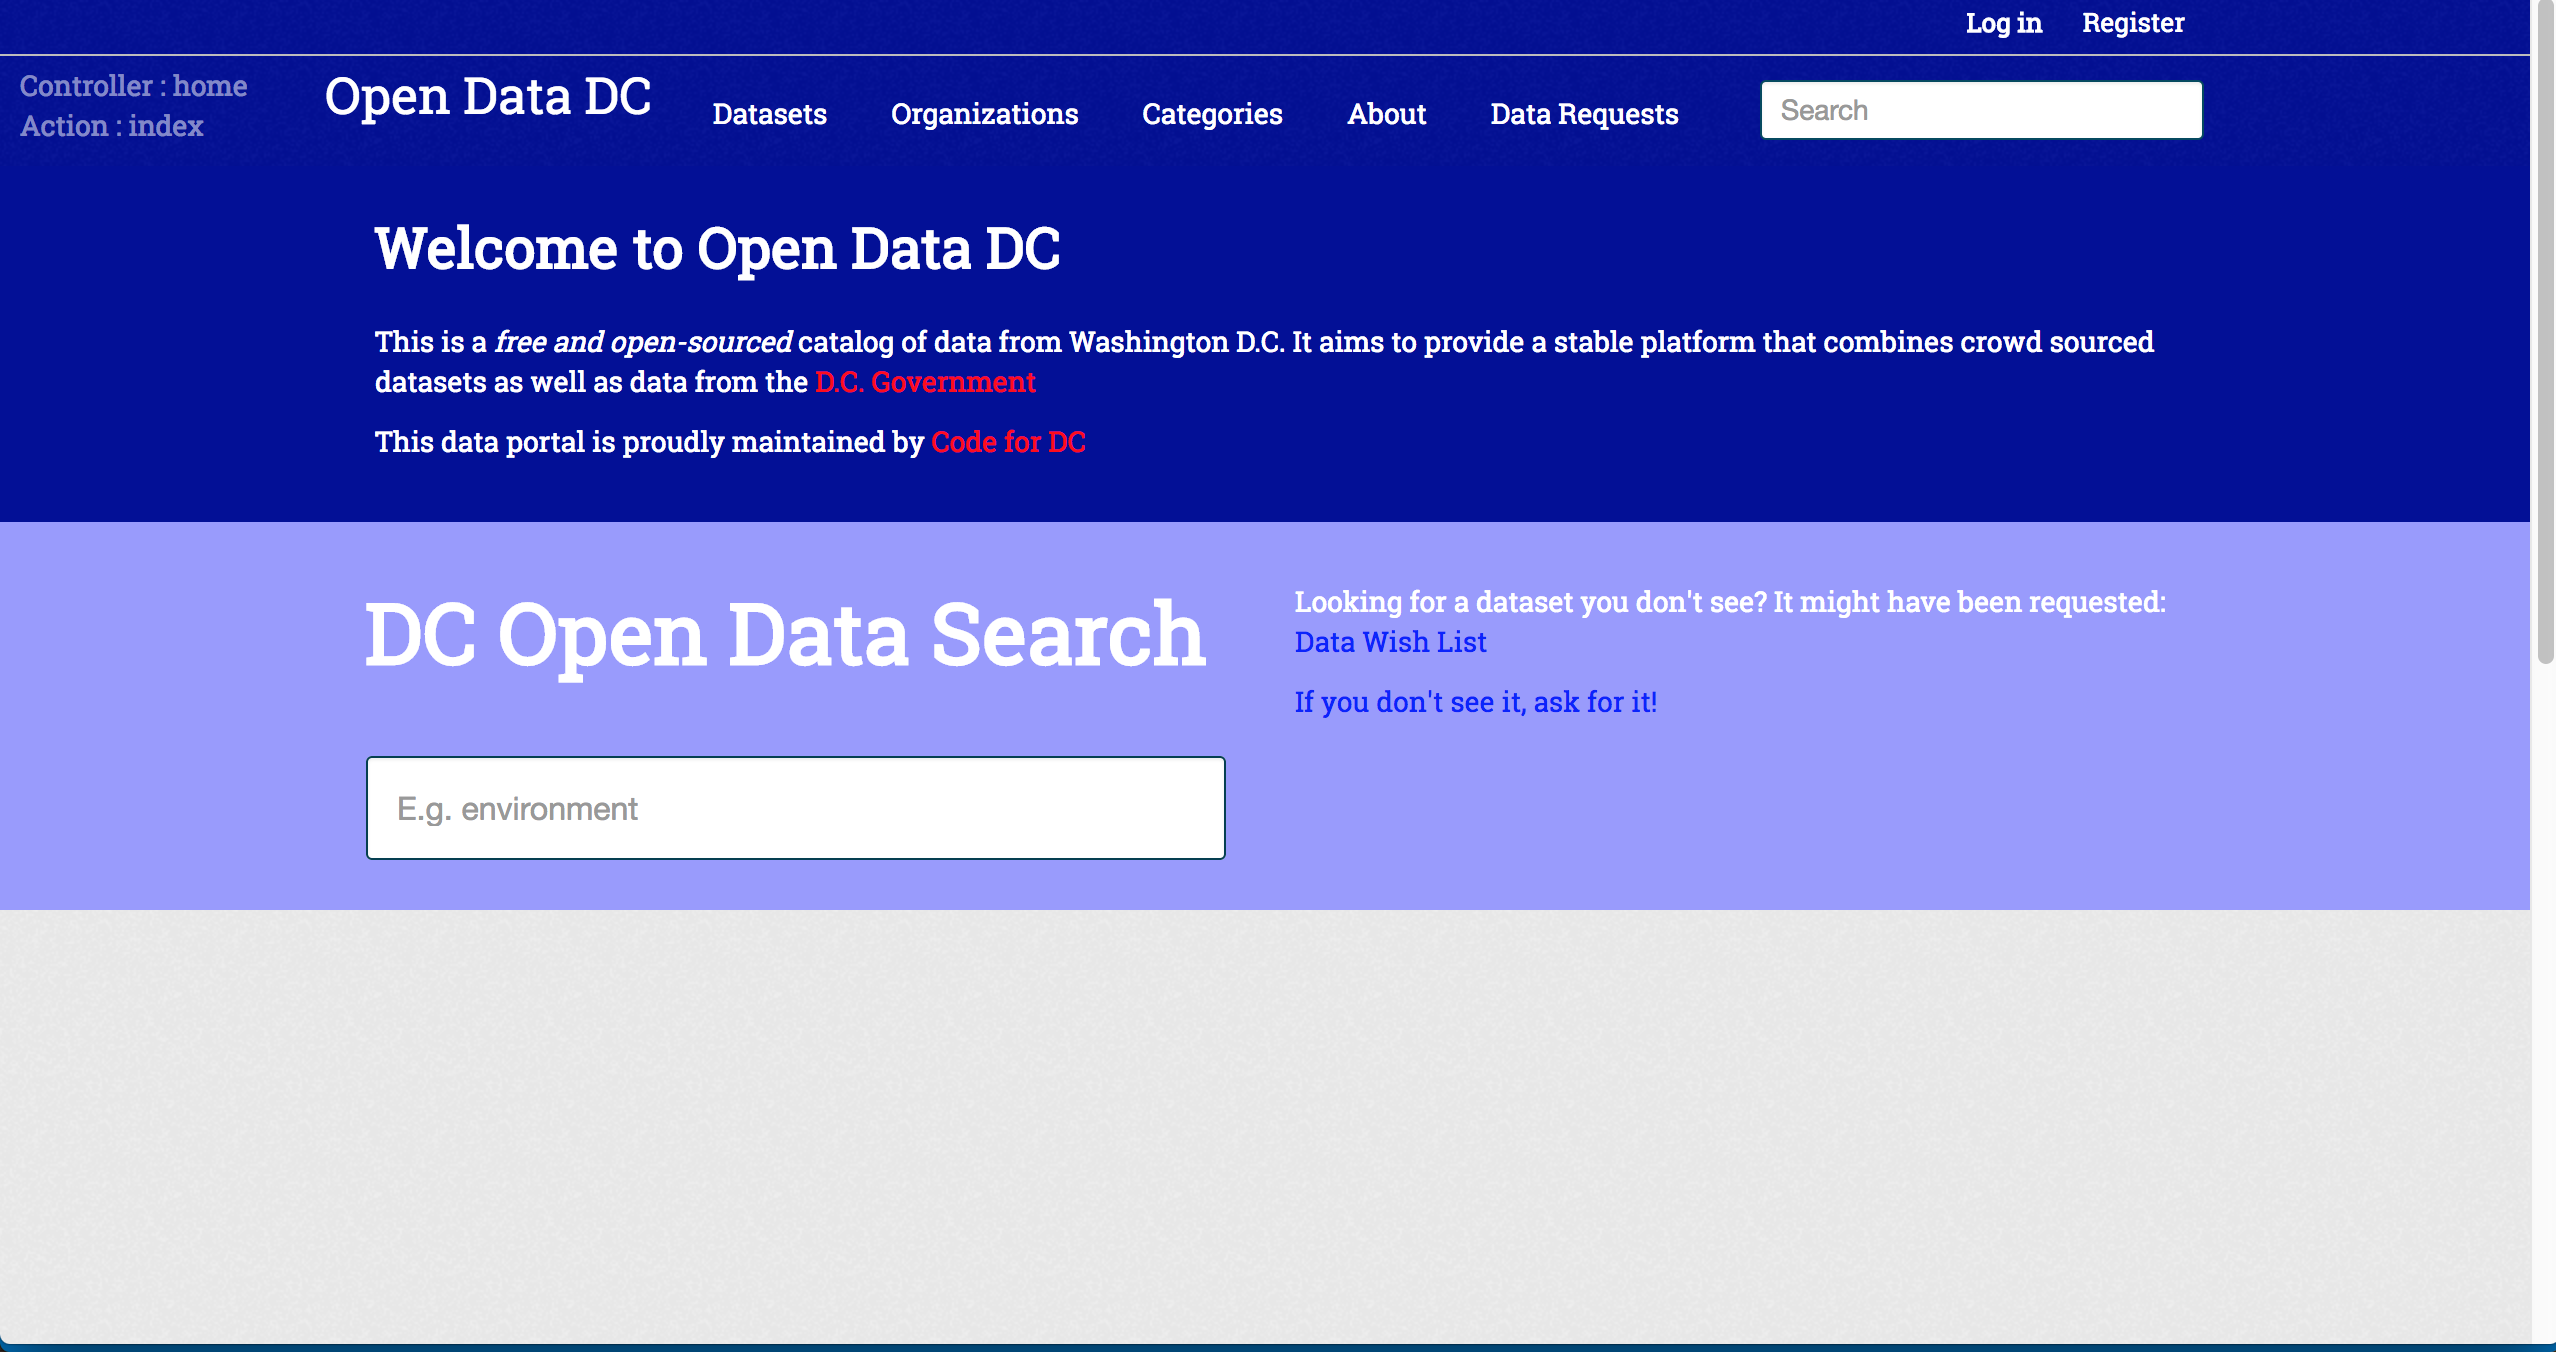 Log in Register
Controller : home
Action : index
Open Data DC Datasets Organizations Categories About Data Requests Search
Welcome to Open Data DC
This is a free and open-sourced catalog of data from Washington D.C. It aims to provide a stable platform that combines crowd sourced
datasets as well as data from the D.C. Government
This data portal is proudly maintained by Code for DC
DC Open Data Search
E.g. environment
Looking for a dataset you don't see? It might have been requested:
Data Wish List
If you don't see it, ask for it!